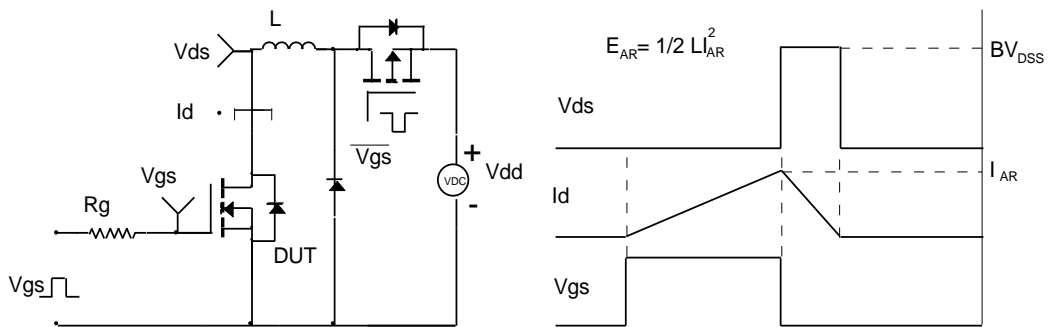 L
Vds
Id
Vgs
Rg
DUT
Vgs
Vgs
+
VDC
Vdd
-
E_AR= 1/2 LI_AR^2
BV_DSS
Vds
I_AR
Id
Vgs